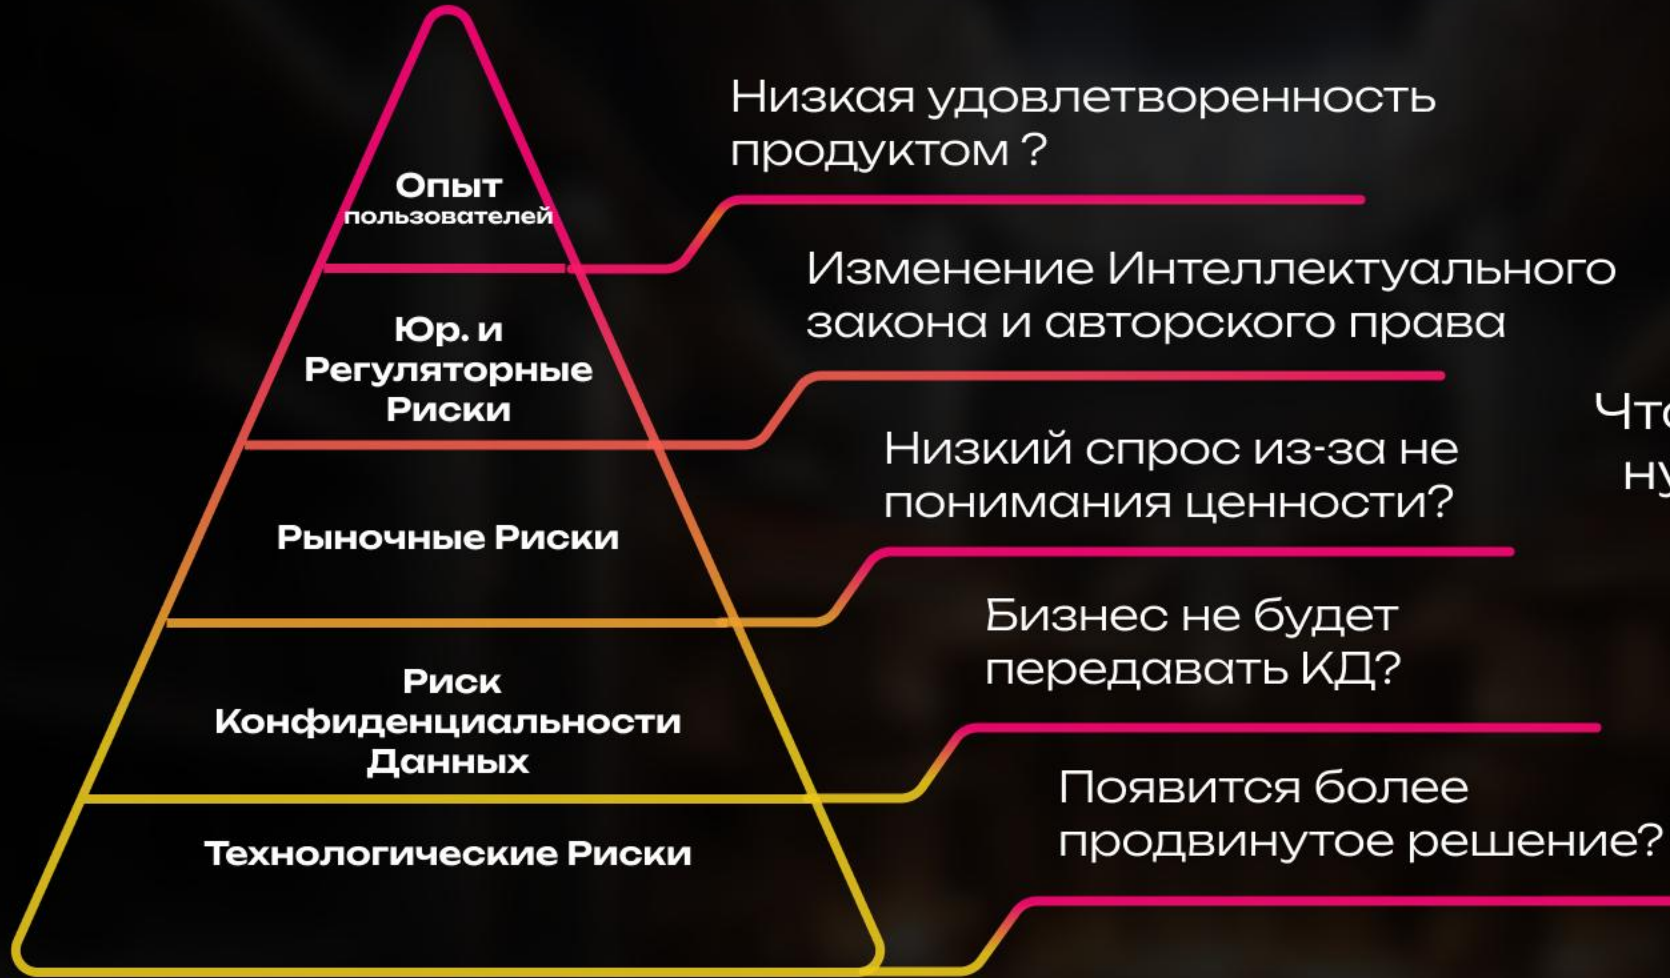 Низкая удовлетворенность
продуктом ?
Опыт
пользователей
Изменение Интеллектуального
закона и авторского права
Юр. и
Регуляторные
Риски
Низкий спрос из-за не
понимания ценности?
Рыночные Риски
Бизнес не будет
передавать КД?
Риск
Конфиденциальности
Данных
Появится более
продвинутое решение?
Технологические Риски